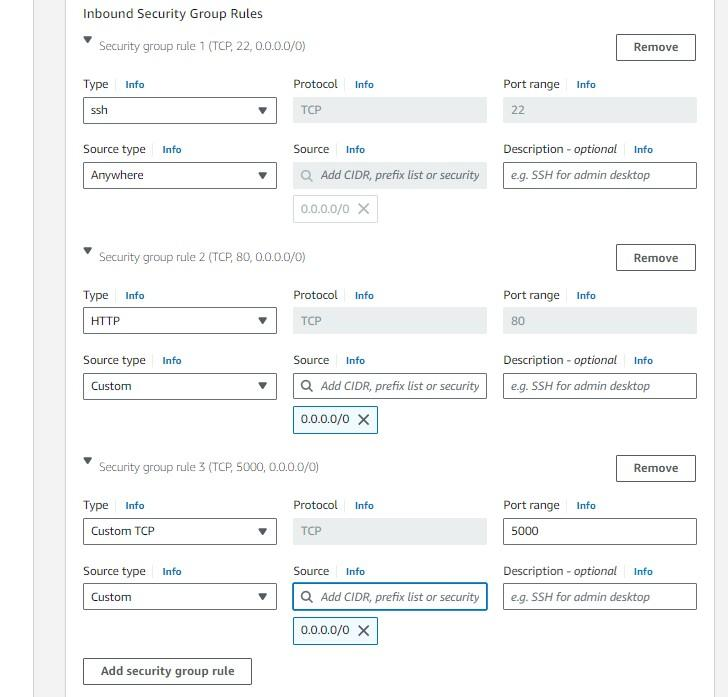 Inbound Security Group Rules
Security group rule 1 (TCP, 22, 0.0.0.0/0)
Remove
Type Info Protocol Info Port range Info
ssh TCP 22
Source type Info Source Info Description - optional Info
Anywhere Add CIDR, prefix list or security e.g. SSH for admin desktop
0.0.0.0/0
Security group rule 2 (TCP, 80, 0.0.0.0/0)
Remove
Type Info Protocol Info Port range Info
HTTP TCP 80
Source type Info Source Info Description - optional Info
Custom Add CIDR, prefix list or security e.g. SSH for admin desktop
0.0.0.0/0
Security group rule 3 (TCP, 5000, 0.0.0.0/0)
Remove
Type Info Protocol Info Port range Info
Custom TCP TCP 5000
Source type Info Source Info Description - optional Info
Custom Add CIDR, prefix list or security e.g. SSH for admin desktop
0.0.0.0/0
Add security group rule